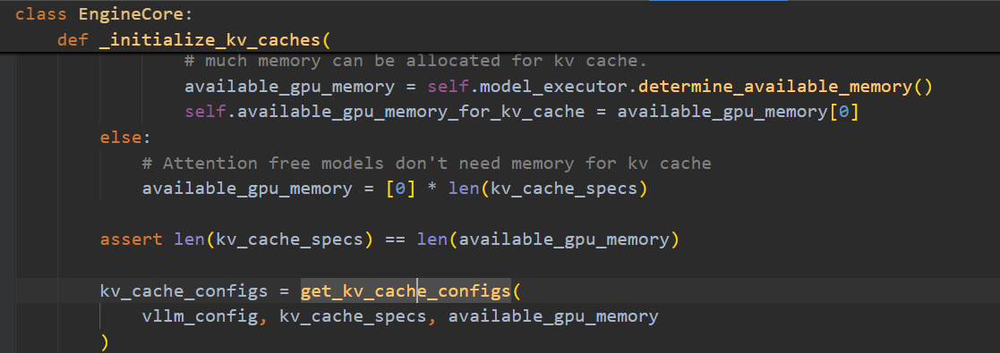 class EngineCore:
    def _initialize_kv_caches(
                # much memory can be allocated for kv cache.
                available_gpu_memory = self.model_executor.determine_available_memory()
                self.available_gpu_memory_for_kv_cache = available_gpu_memory[0]
        else:
            # Attention free models don't need memory for kv cache
            available_gpu_memory = [0] * len(kv_cache_specs)
        assert len(kv_cache_specs) == len(available_gpu_memory)
        kv_cache_configs = get_kv_cache_configs(
            vllm_config, kv_cache_specs, available_gpu_memory
        )